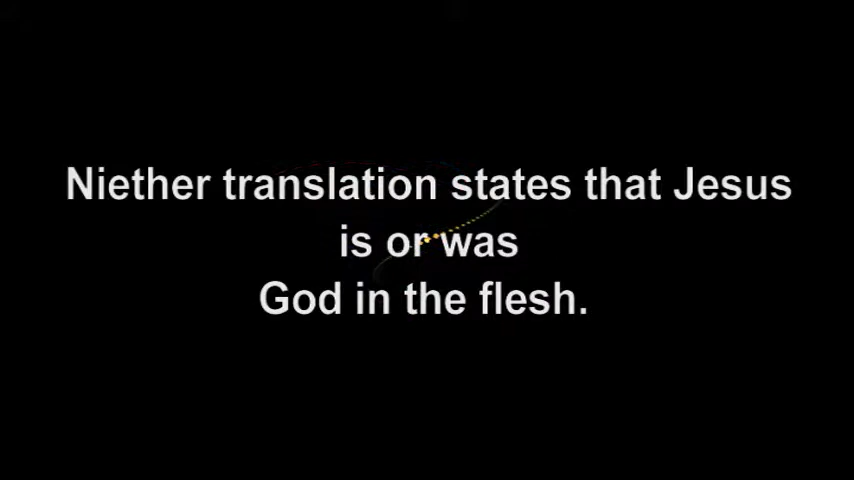 Niether translation states that Jesus
is or was
God in the flesh.